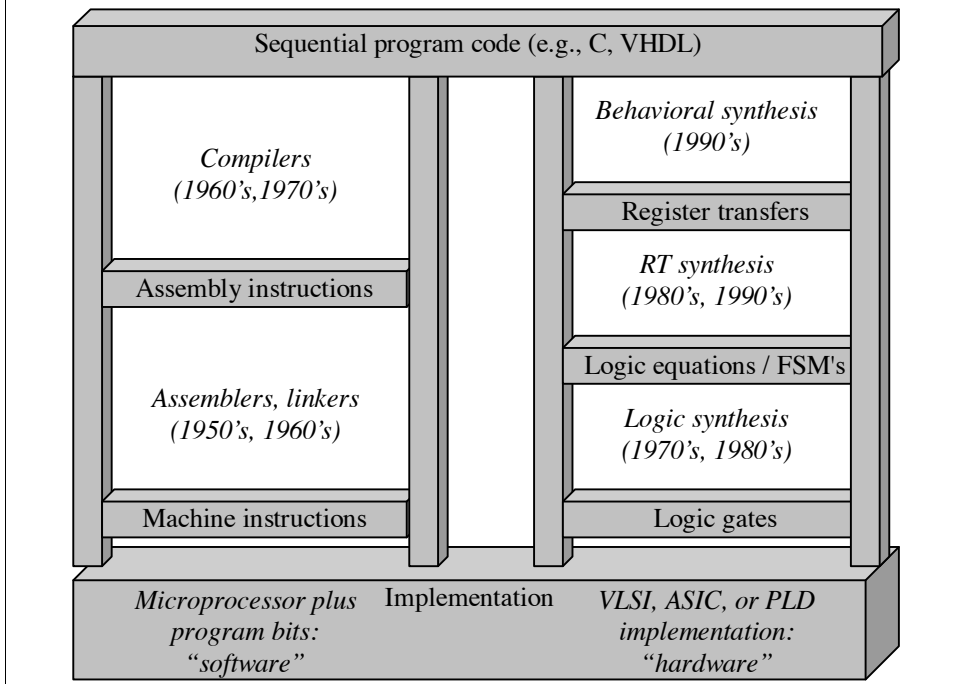 Sequential program code (e.g., C, VHDL)
Compilers
(1960’s,1970’s)
Assembly instructions
Assemblers, linkers
(1950’s, 1960’s)
Machine instructions
Behavioral synthesis
(1990's)
Register transfers
RT synthesis
(1980's, 1990’s)
Logic equations / FSM's
Logic synthesis
(1970's, 1980's)
Logic gates
Implementation
Microprocessor plus
program bits:
“software”
VLSI, ASIC, or PLD
implementation:
“hardware”